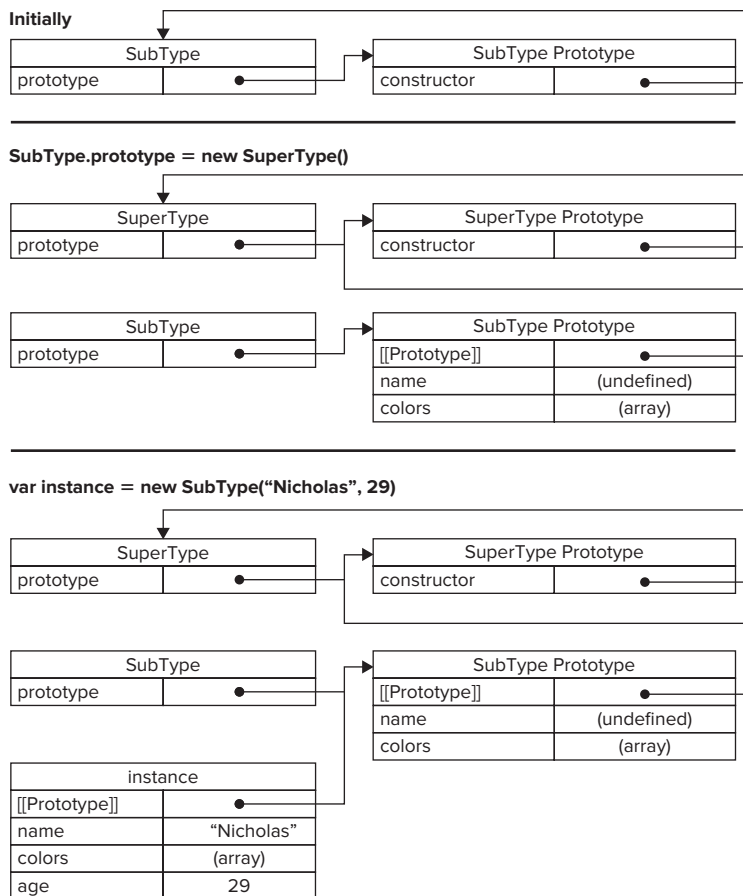 Initially
SubType
SubType Prototype
prototype
constructor
SubType.prototype = new SuperType()
SuperType
SuperType Prototype
prototype
constructor
SubType
SubType Prototype
prototype
[[Prototype]]
name (undefined)
colors (array)
var instance = new SubType(“Nicholas”, 29)
SuperType
SuperType Prototype
prototype
constructor
SubType
SubType Prototype
prototype
[[Prototype]]
name (undefined)
colors (array)
instance
[[Prototype]]
name “Nicholas”
colors (array)
age 29